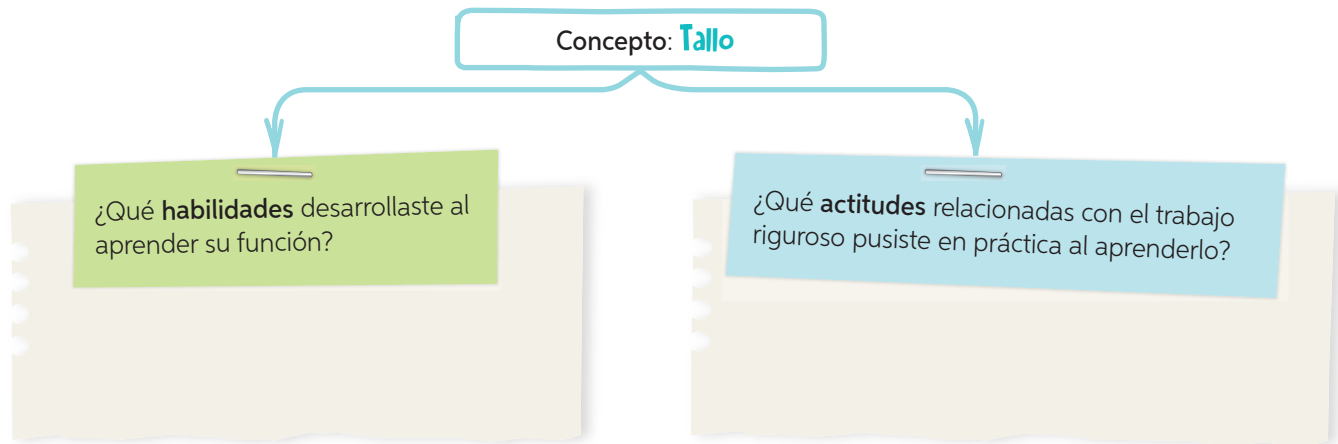 Concepto: Tallo
¿Qué habilidades desarrollaste al
aprender su función?
¿Qué actitudes relacionadas con el trabajo
riguroso pusiste en práctica al aprenderlo?